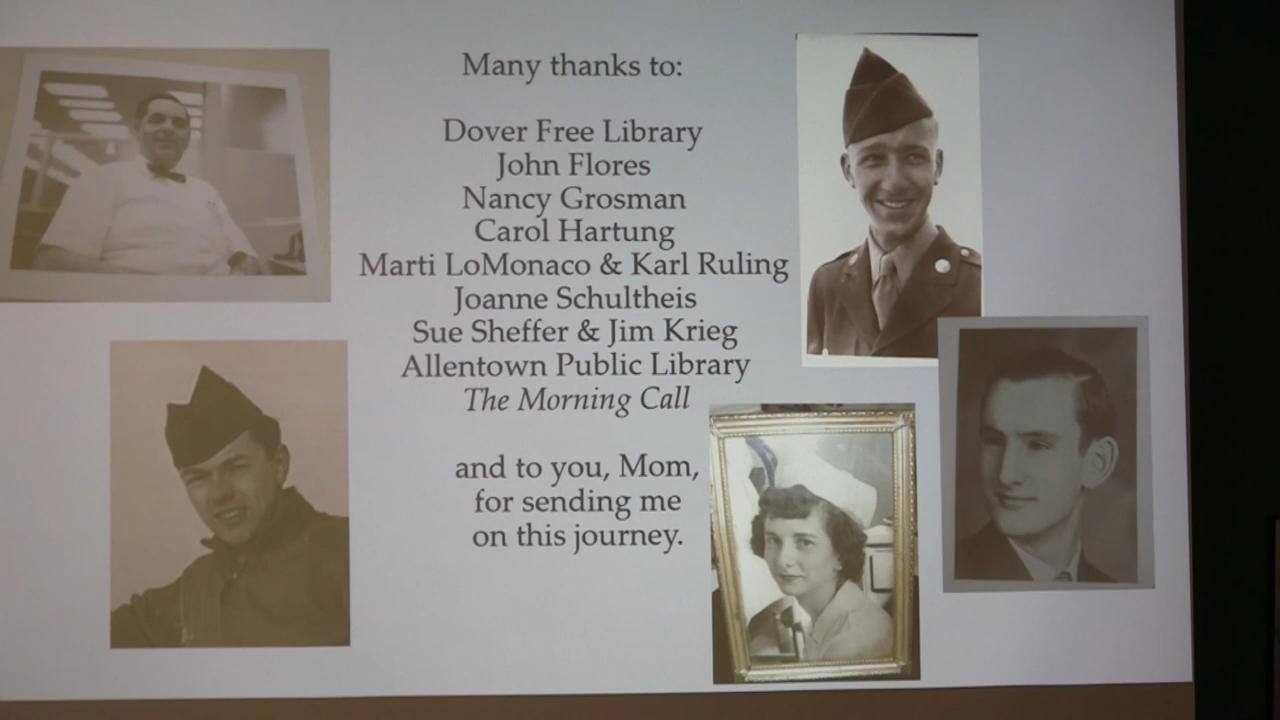 Many thanks to:
Dover Free Library
John Flores
Nancy Grosman
Carol Hartung
Marti LoMonaco & Karl Ruling
Joanne Schultheis
Sue Sheffer & Jim Krieg
Allentown Public Library
The Morning Call
and to you, Mom,
for sending me
on this journey.